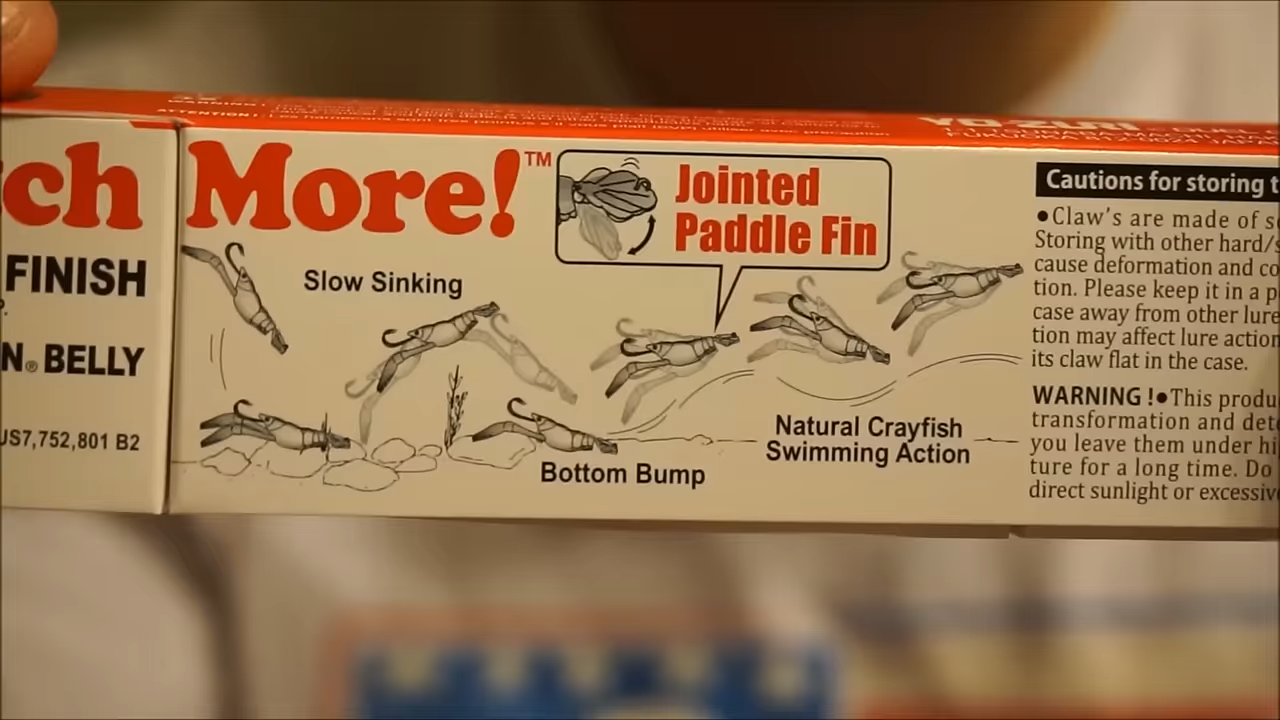 WARNING!
ATTENTION:
YO-ZURI
ch More!™
FINISH
N® BELLY
US7,752,801 B2
Jointed
Paddle Fin
Slow Sinking
Bottom Bump
Natural Crayfish
Swimming Action
Cautions for storing t
●Claw's are made of s
Storing with other hard/s
cause deformation and co
tion. Please keep it in a p
case away from other lure
tion may affect lure action
its claw flat in the case.
WARNING !●This produ
transformation and det
you leave them under hi
ture for a long time. Do
direct sunlight or excessiv